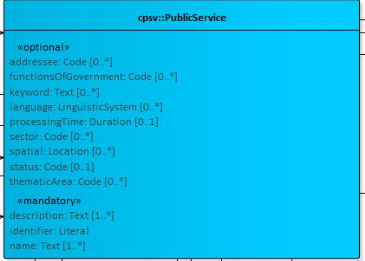 cpsv::PublicService
«optional»
addressee: Code [0..*]
functionsOfGovernment: Code [0..*]
keyword: Text [0..*]
language: LinguisticSystem [0..*]
processingTime: Duration [0..1]
sector: Code [0..*]
spatial: Location [0..*]
status: Code [0..1]
thematicArea: Code [0..*]
«mandatory»
description: Text [1..*]
identifier: Literal
name: Text [1..*]